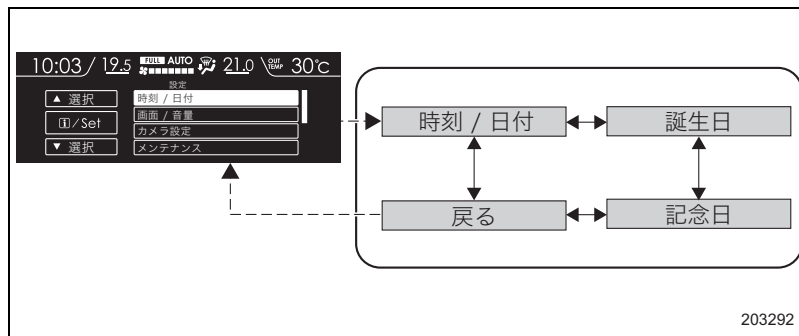 10:03 / 19.5 FULL AUTO 21.0 OUT TEMP 30℃
設定
▲ 選択
時刻 / 日付
画面 / 音量
i/Set
カメラ設定
▼ 選択
メンテナンス
時刻 / 日付
誕生日
戻る
記念日
203292